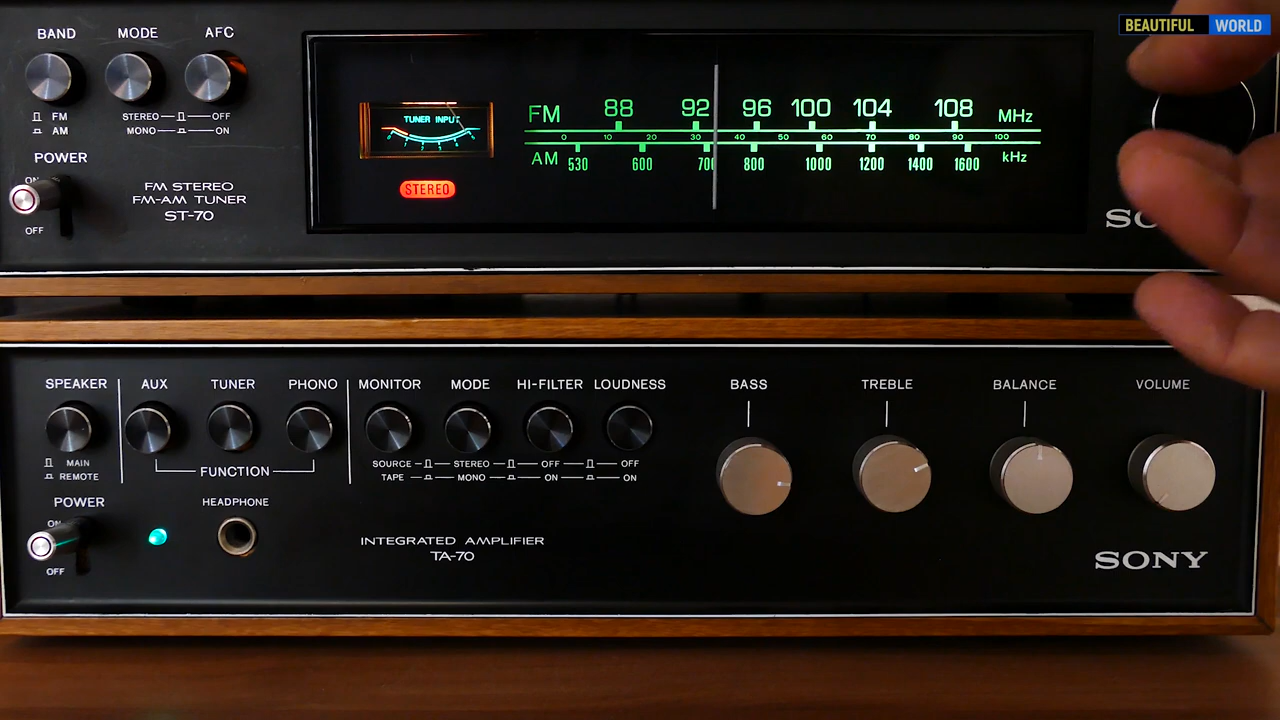 BEAUTIFUL WORLD
BAND MODE AFC
FM STEREO OFF
AM MONO ON
POWER
ON
OFF
FM STEREO
FM-AM TUNER
ST-70
TUNER INPUT
STEREO
FM 88 92 96 100 104 108 MHz
0 10 20 30 40 50 60 70 80 90 100
AM 530 600 700 800 1000 1200 1400 1600 kHz
SPEAKER AUX TUNER PHONO MONITOR MODE HI-FILTER LOUDNESS BASS TREBLE BALANCE VOLUME
MAIN
REMOTE
FUNCTION
SOURCE STEREO OFF OFF
TAPE MONO ON ON
POWER
ON
OFF
HEADPHONE
INTEGRATED AMPLIFIER
TA-70
SONY